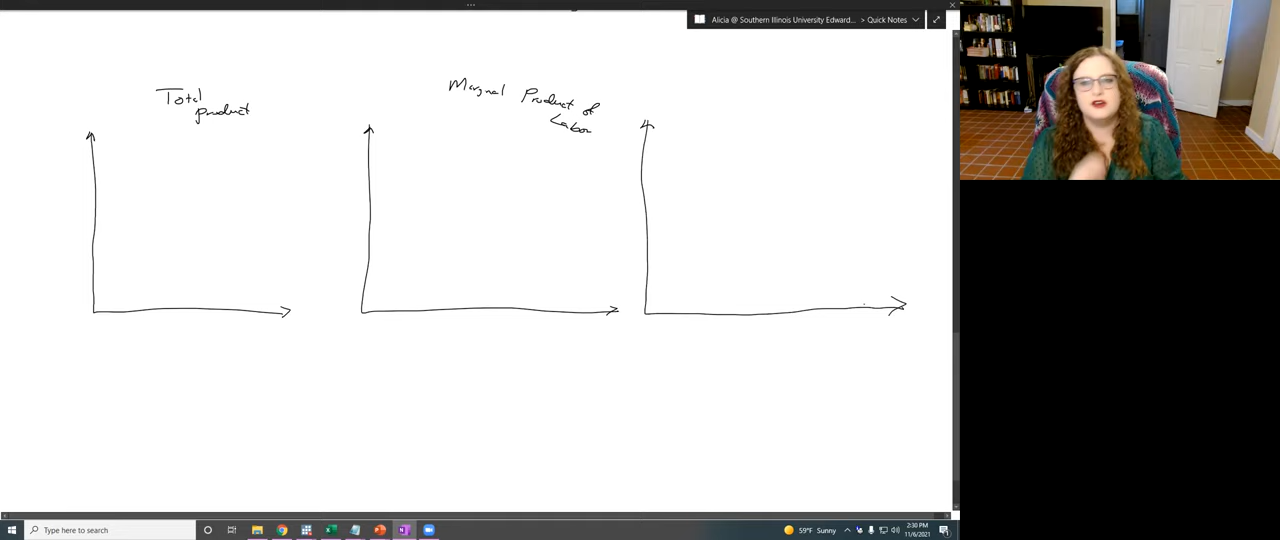 Alicia @ Southern Illinois University Edward... > Quick Notes
Total
product
Marginal Product of
Labor
Type here to search
59°F Sunny
2:30 PM
11/6/2021